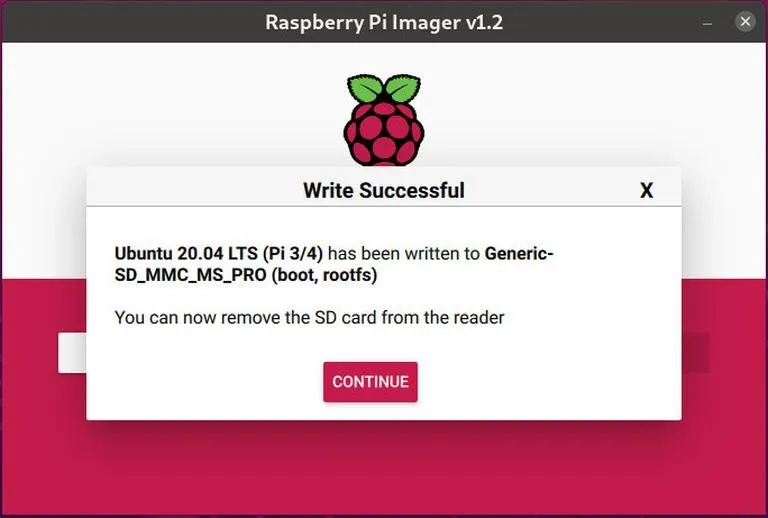 Raspberry Pi Imager v1.2
Write Successful X
Ubuntu 20.04 LTS (Pi 3/4) has been written to Generic-
SD_MMC_MS_PRO (boot, rootfs)
You can now remove the SD card from the reader
CONTINUE